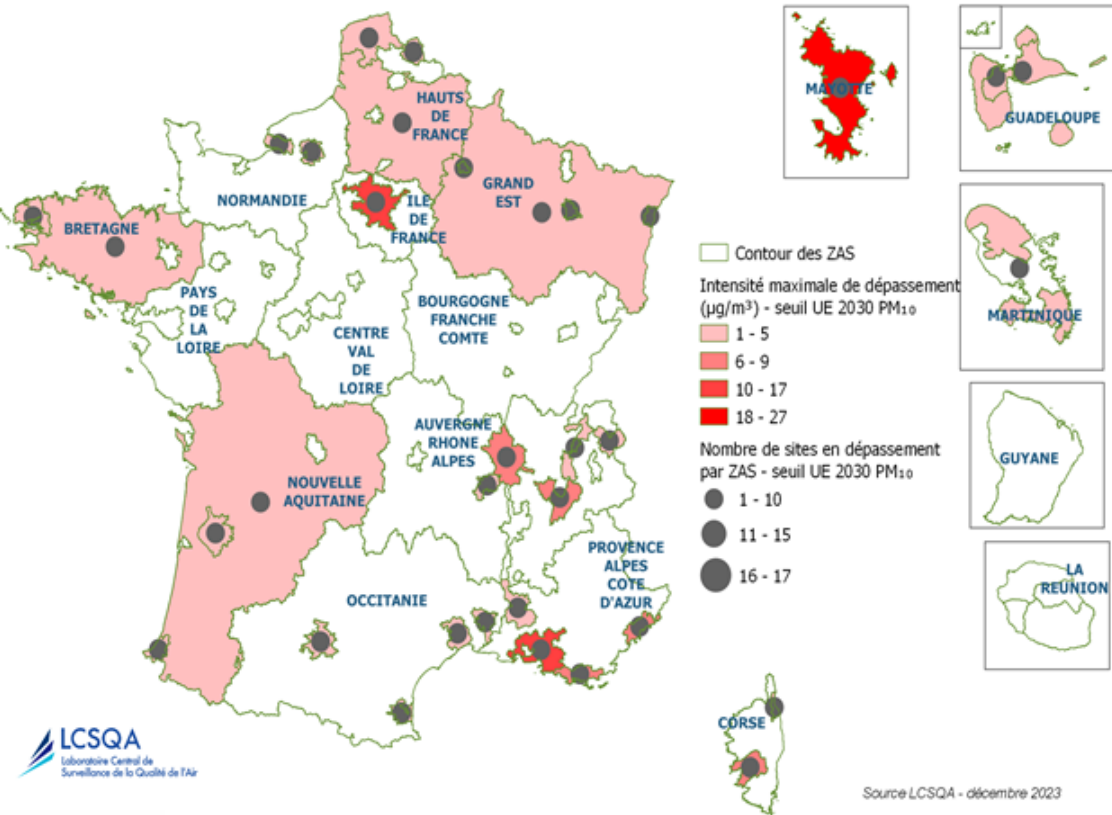 HAUTS
DE
FRANCE
NORMANDIE
ILE
DE
FRANCE
GRAND
EST
BRETAGNE
PAYS
DE
LA
LOIRE
CENTRE
VAL
DE
LOIRE
BOURGOGNE
FRANCHE
COMTE
AUVERGNE
RHONE
ALPES
NOUVELLE
AQUITAINE
OCCITANIE
PROVENCE
ALPES
COTE
D'AZUR
CORSE
MAYOTTE
GUADELOUPE
MARTINIQUE
GUYANE
LA
REUNION
Contour des ZAS
Intensité maximale de dépassement
(µg/m³) - seuil UE 2030 PM₁₀
1 - 5
6 - 9
10 - 17
18 - 27
Nombre de sites en dépassement
par ZAS - seuil UE 2030 PM₁₀
1 - 10
11 - 15
16 - 17
LCSQA
Laboratoire Central de
Surveillance de la Qualité de l'Air
Source LCSQA - décembre 2023